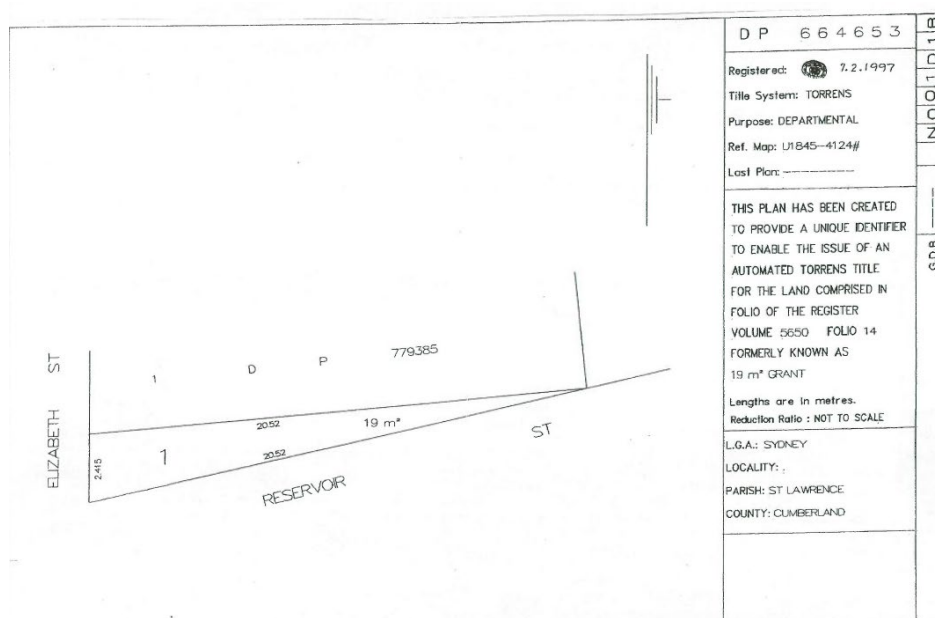 DP 664653
Registered: 7.2.1997
Title System: TORRENS
Purpose: DEPARTMENTAL
Ref. Map: U1845-4124#
Last Plan: --------
THIS PLAN HAS BEEN CREATED
TO PROVIDE A UNIQUE IDENTIFIER
TO ENABLE THE ISSUE OF AN
AUTOMATED TORRENS TITLE
FOR THE LAND COMPRISED IN
FOLIO OF THE REGISTER
VOLUME 5650 FOLIO 14
FORMERLY KNOWN AS
19 m² GRANT
Lengths are in metres.
Reduction Ratio : NOT TO SCALE
L.G.A.: SYDNEY
LOCALITY: .
PARISH: ST LAWRENCE
COUNTY: CUMBERLAND
ELIZABETH ST
1 D P 779385
20.52
19 m²
1
20.52
2.415
RESERVOIR ST